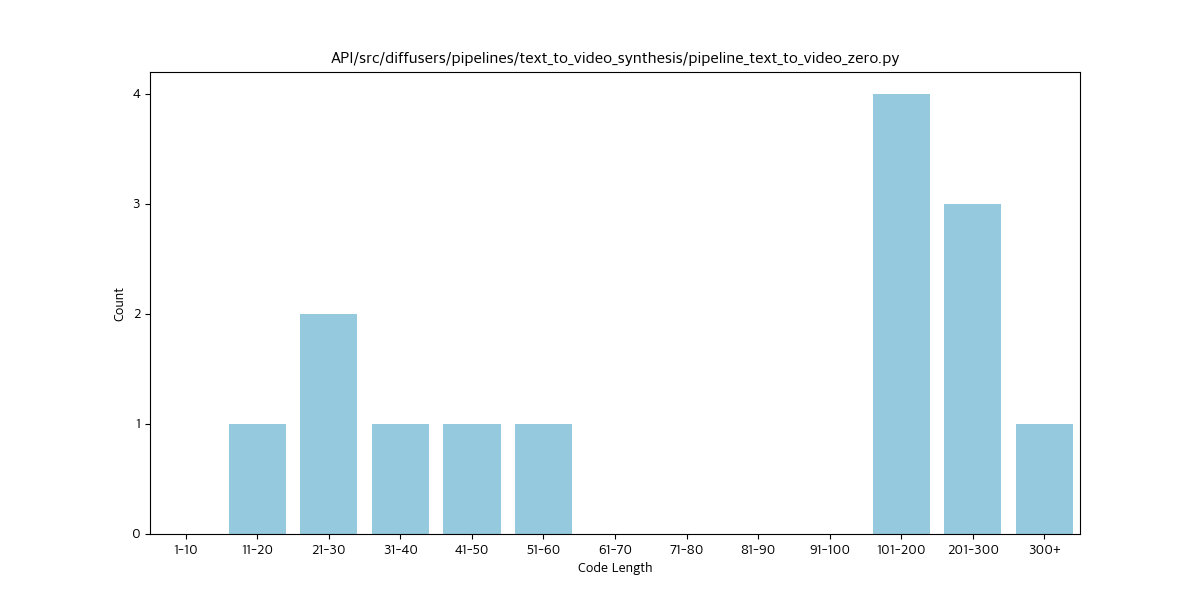 API/src/diffusers/pipelines/text_to_video_synthesis/pipeline_text_to_video_zero.py
4
3
2
1
0
Count
1-10 11-20 21-30 31-40 41-50 51-60 61-70 71-80 81-90 91-100 101-200 201-300 300+
Code Length